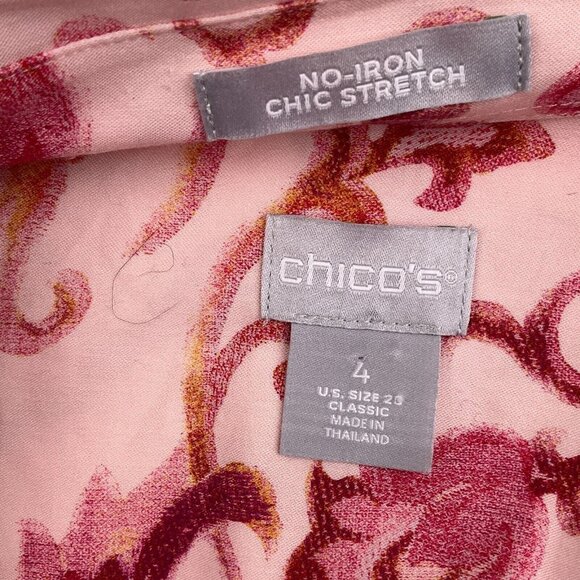 NO-IRON
CHIC STRETCH
chico's®
4
U.S. SIZE 20
CLASSIC
MADE IN
THAILAND